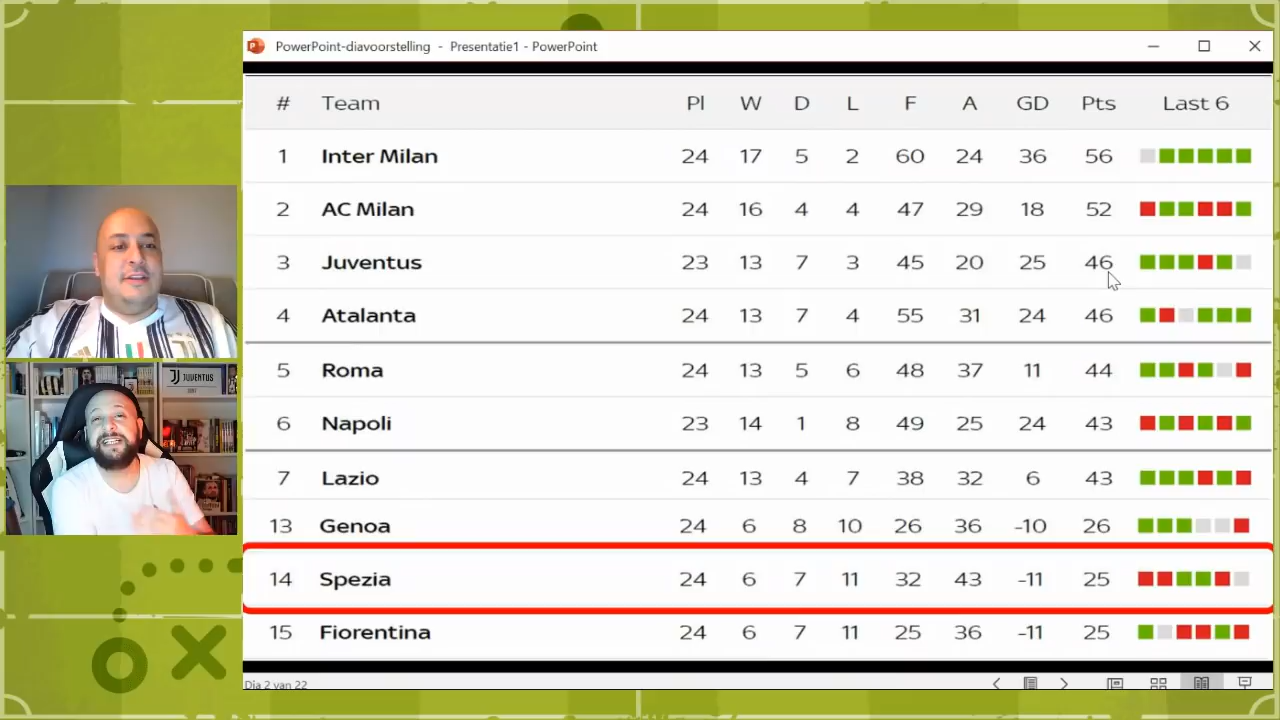 PowerPoint-diavoorstelling - Presentatie1 - PowerPoint
# Team Pl W D L F A GD Pts Last 6
1 Inter Milan 24 17 5 2 60 24 36 56
2 AC Milan 24 16 4 4 47 29 18 52
3 Juventus 23 13 7 3 45 20 25 46
4 Atalanta 24 13 7 4 55 31 24 46
5 Roma 24 13 5 6 48 37 11 44
6 Napoli 23 14 1 8 49 25 24 43
7 Lazio 24 13 4 7 38 32 6 43
13 Genoa 24 6 8 10 26 36 -10 26
14 Spezia 24 6 7 11 32 43 -11 25
15 Fiorentina 24 6 7 11 25 36 -11 25
Dia 2 van 22
JUVENTUS